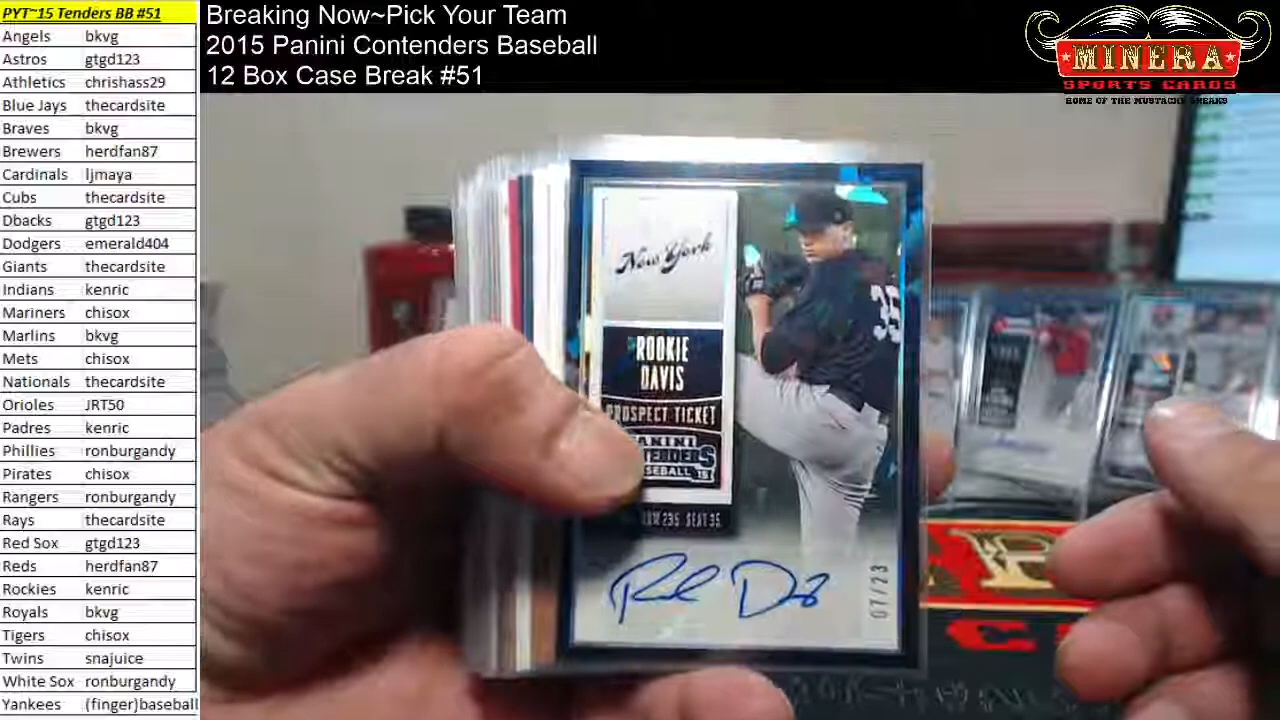 PYT~15 Tenders BB #51
Angels bkvg
Astros gtgd123
Athletics chrishass29
Blue Jays thecardsite
Braves bkvg
Brewers herdfan87
Cardinals ljmaya
Cubs thecardsite
Dbacks gtgd123
Dodgers emerald404
Giants thecardsite
Indians kenric
Mariners chisox
Marlins bkvg
Mets chisox
Nationals thecardsite
Orioles JRT50
Padres kenric
Phillies ronburgandy
Pirates chisox
Rangers ronburgandy
Rays thecardsite
Red Sox gtgd123
Reds herdfan87
Rockies kenric
Royals bkvg
Tigers chisox
Twins snajuice
White Sox ronburgandy
Yankees (finger)baseball
Breaking Now~Pick Your Team
2015 Panini Contenders Baseball
12 Box Case Break #51
MINERA
SPORTS CARDS
HOME OF THE MUSTACHE BREAKS
New York
35
ROOKIE
DAVIS
PROSPECT TICKET
PANINI
15
SEAT 35
07/23